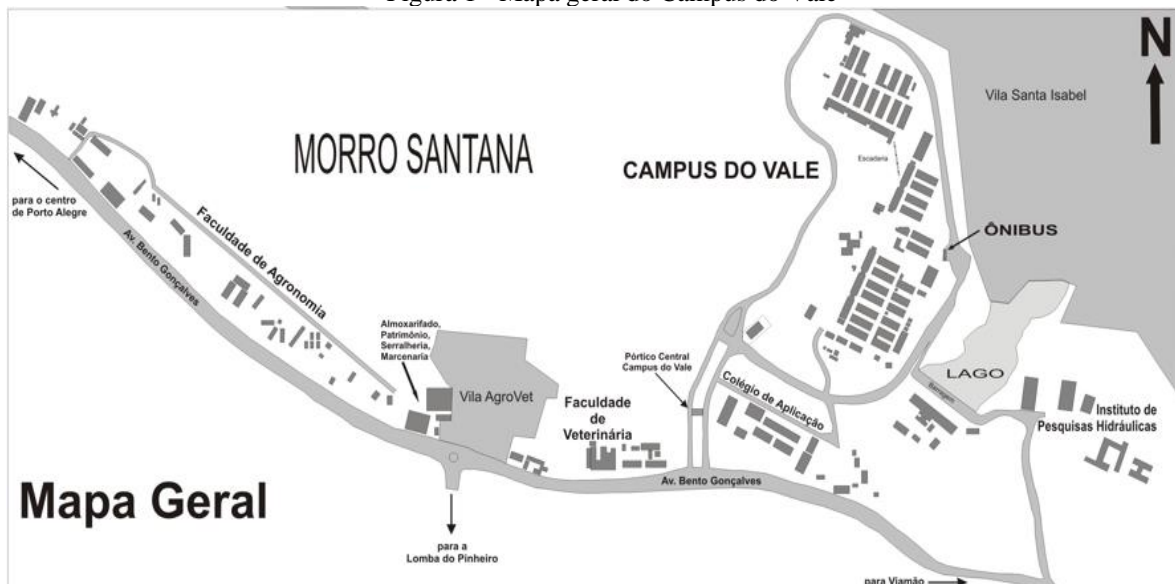 Figura 1 - Mapa geral do Campus do Vale
N
Vila Santa Isabel
MORRO SANTANA
CAMPUS DO VALE
Escadaria
ÔNIBUS
para o centro
de Porto Alegre
Faculdade de Agronomia
Av. Bento Gonçalves
Almoxarifado,
Patrimônio,
Serralheria,
Marcenaria
Vila AgroVet
Faculdade
de
Veterinária
Pórtico Central
Campus do Vale
Colégio de Aplicação
LAGO
Barragem
Instituto de
Pesquisas Hidráulicas
Av. Bento Gonçalves
Mapa Geral
para a
Lomba do Pinheiro
para Viamão